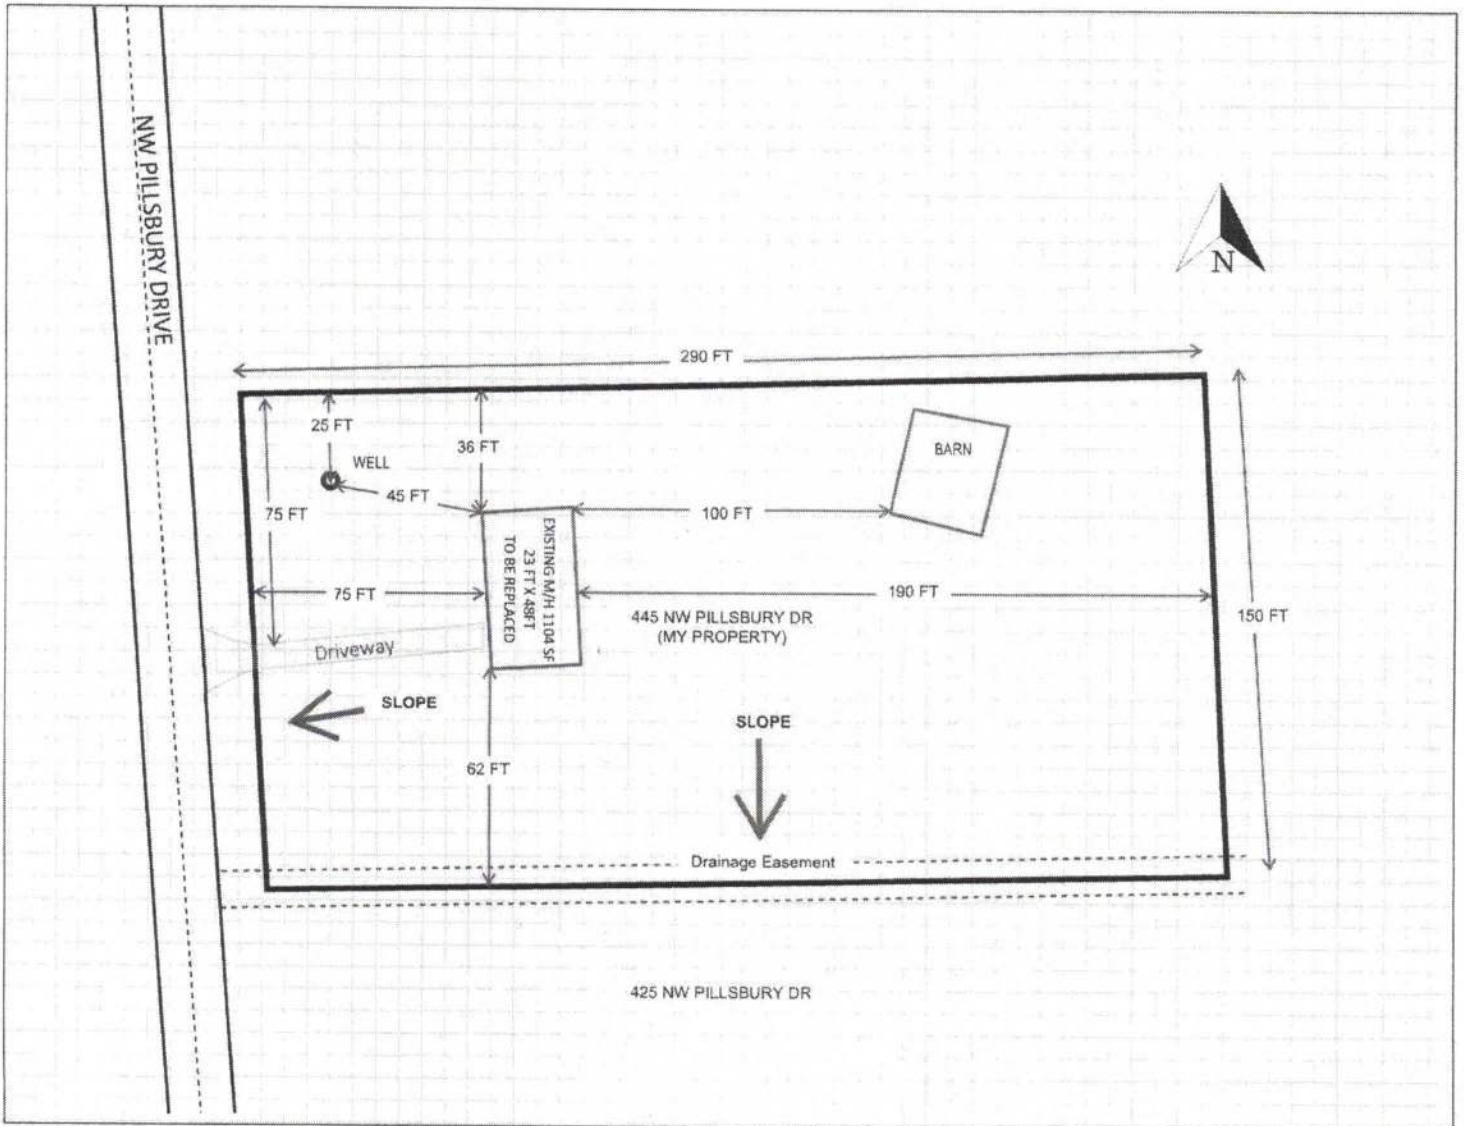 NW PILLSBURY DRIVE
N
290 FT
25 FT
36 FT
BARN
WELL
45 FT
75 FT
100 FT
EXISTING M/H 1104 SF
23 FT X 48FT
TO BE REPLACED
75 FT
190 FT
445 NW PILLSBURY DR
(MY PROPERTY)
150 FT
Driveway
SLOPE
SLOPE
62 FT
Drainage Easement
425 NW PILLSBURY DR